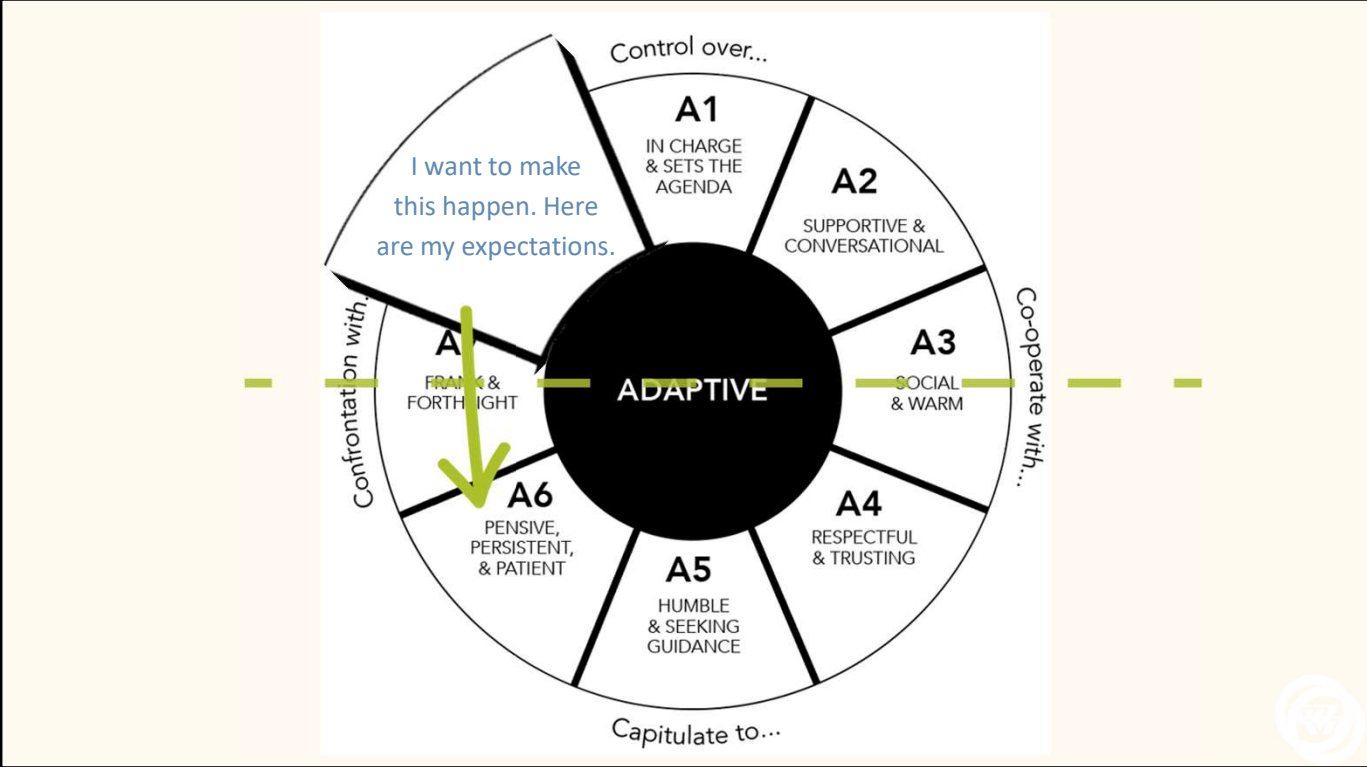 Control over...
A1
IN CHARGE
& SETS THE
AGENDA
A2
SUPPORTIVE &
CONVERSATIONAL
I want to make
this happen. Here
are my expectations.
Co-operate with...
A3
SOCIAL
& WARM
Confrontation with..
A
FRANK &
FORTHRIGHT
ADAPTIVE
A4
RESPECTFUL
& TRUSTING
A6
PENSIVE,
PERSISTENT,
& PATIENT
A5
HUMBLE
& SEEKING
GUIDANCE
Capitulate to...